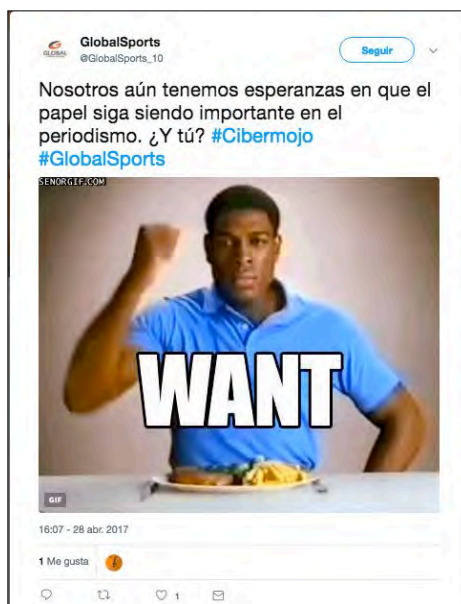 GLOBAL
GlobalSports
@GlobalSports_10
Seguir
Nosotros aún tenemos esperanzas en que el
papel siga siendo importante en el
periodismo. ¿Y tú? #Cibermojo
#GlobalSports
SENORGIF.COM
WANT
GIF
16:07 - 28 abr. 2017
1 Me gusta
1